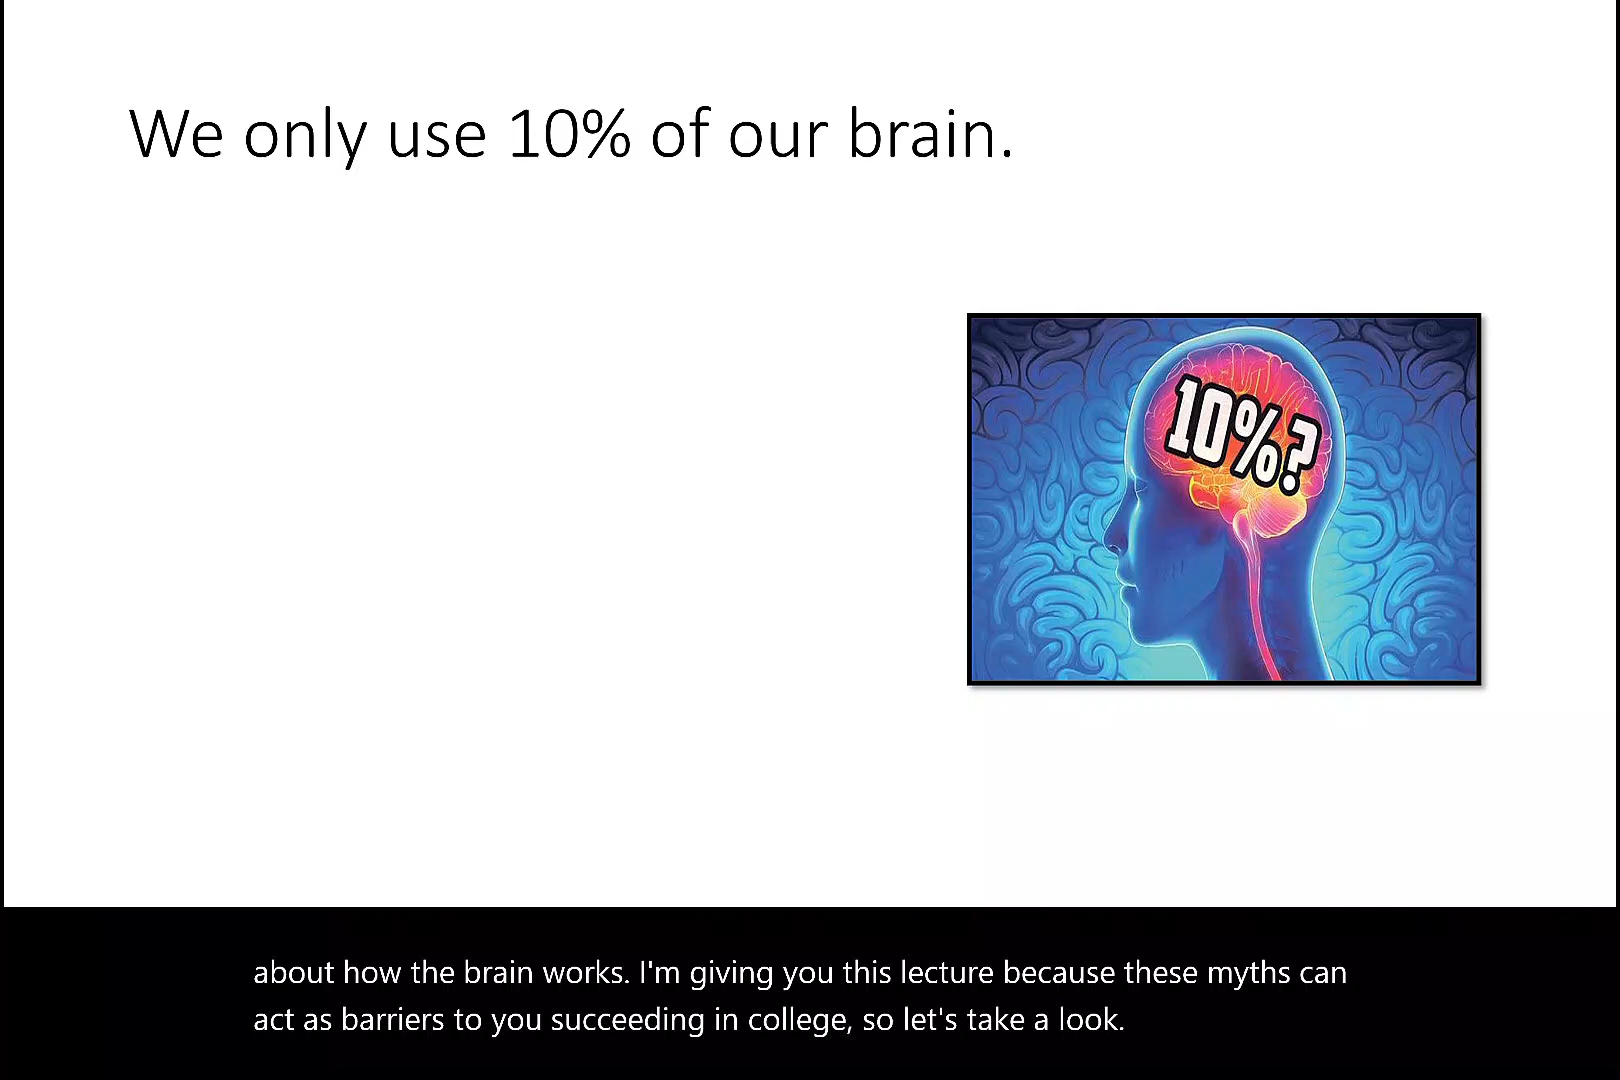 We only use 10% of our brain.
10%?
about how the brain works. I'm giving you this lecture because these myths can
act as barriers to you succeeding in college, so let's take a look.